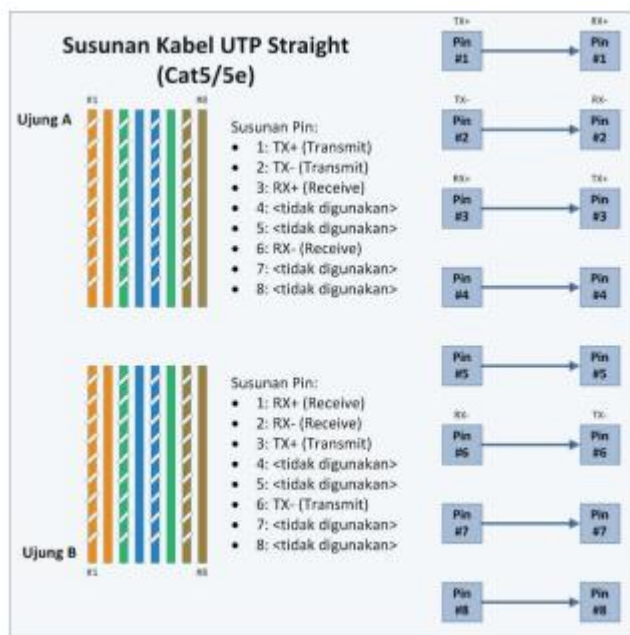 Susunan Kabel UTP Straight
(Cat5/5e)
Ujung A
#1
#8
Susunan Pin:
• 1: TX+ (Transmit)
• 2: TX- (Transmit)
• 3: RX+ (Receive)
• 4: <tidak digunakan>
• 5: <tidak digunakan>
• 6: RX- (Receive)
• 7: <tidak digunakan>
• 8: <tidak digunakan>
Ujung B
#1
#8
Susunan Pin:
• 1: RX+ (Receive)
• 2: RX- (Receive)
• 3: TX+ (Transmit)
• 4: <tidak digunakan>
• 5: <tidak digunakan>
• 6: TX- (Transmit)
• 7: <tidak digunakan>
• 8: <tidak digunakan>
TX+
RX+
Pin
#1
Pin
#1
TX-
RX-
Pin
#2
Pin
#2
RX+
TX+
Pin
#3
Pin
#3
Pin
#4
Pin
#4
Pin
#5
Pin
#5
RX-
TX-
Pin
#6
Pin
#6
Pin
#7
Pin
#7
Pin
#8
Pin
#8